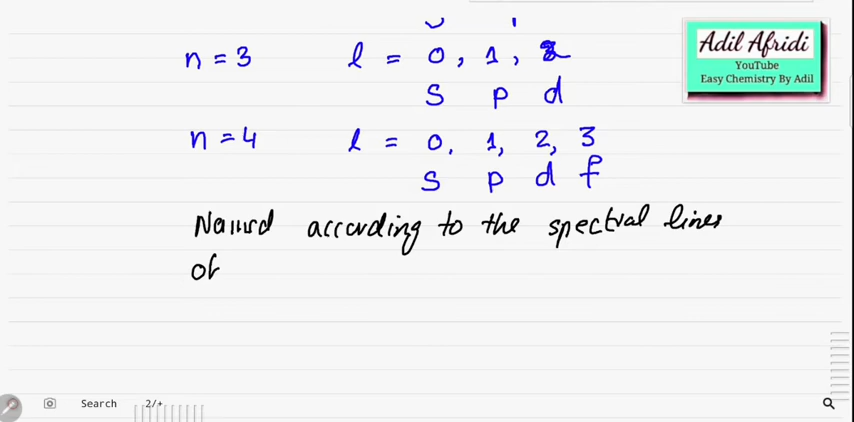 n = 3 l = 0, 1, 2
s p d
n = 4 l = 0, 1, 2, 3
s p d f
Named according to the spectral lines
of
Adil Afridi
YouTube
Easy Chemistry By Adil
Search 2/+